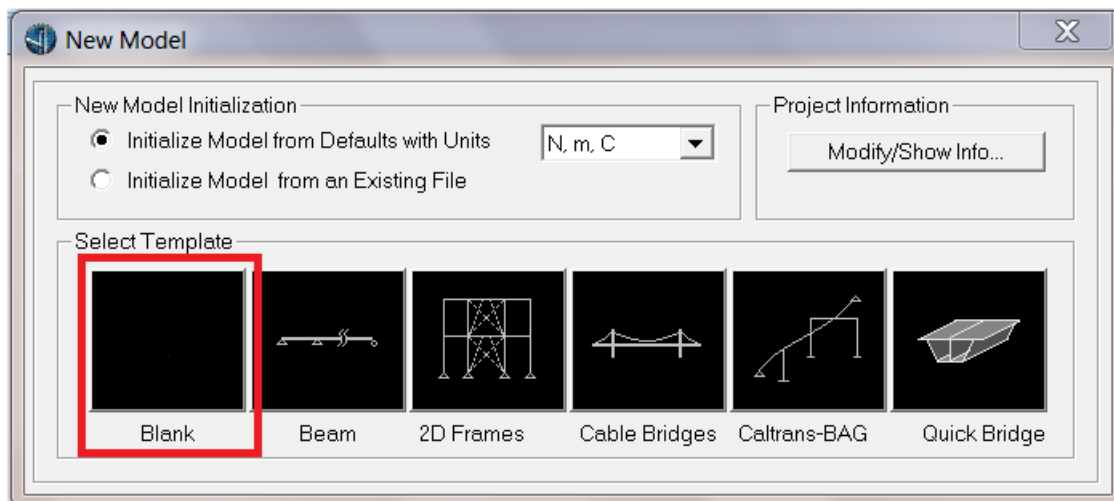 New Model
X
New Model Initialization
Initialize Model from Defaults with Units
N, m, C
Initialize Model from an Existing File
Project Information
Modify/Show Info...
Select Template
Blank
Beam
2D Frames
Cable Bridges
Caltrans-BAG
Quick Bridge